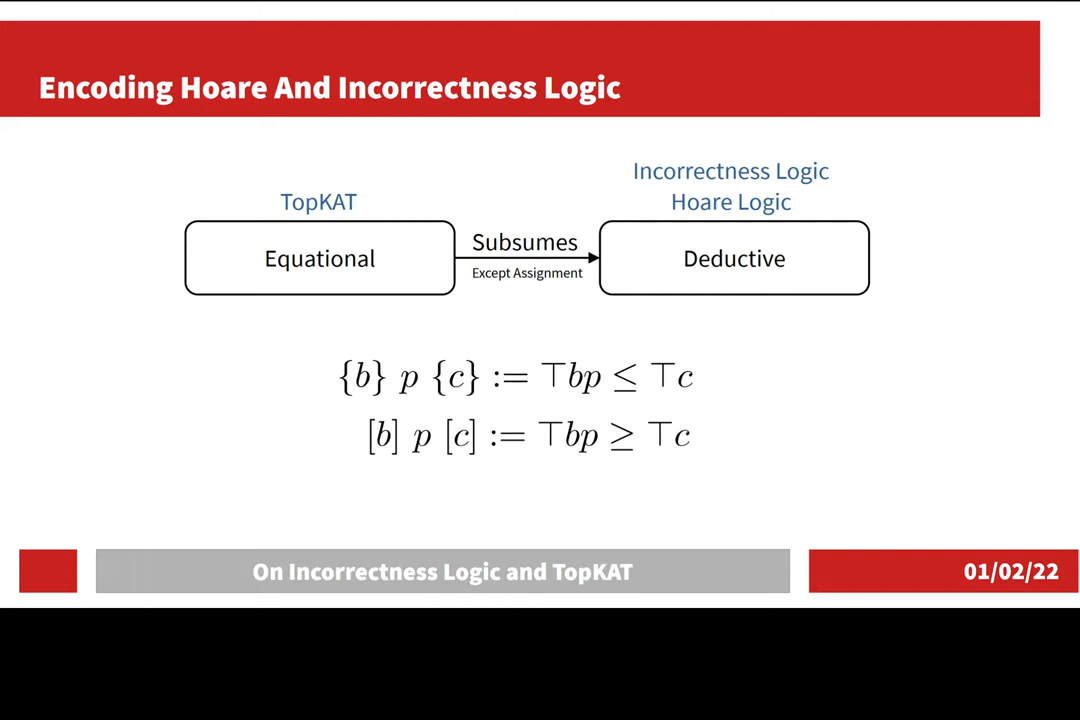 Encoding Hoare And Incorrectness Logic
Incorrectness Logic
TopKAT
Hoare Logic
Equational
Subsumes
Except Assignment
Deductive
{b} p {c} := ⊤bp ≤ ⊤c
[b] p [c] := ⊤bp ≥ ⊤c
On Incorrectness Logic and TopKAT
01/02/22